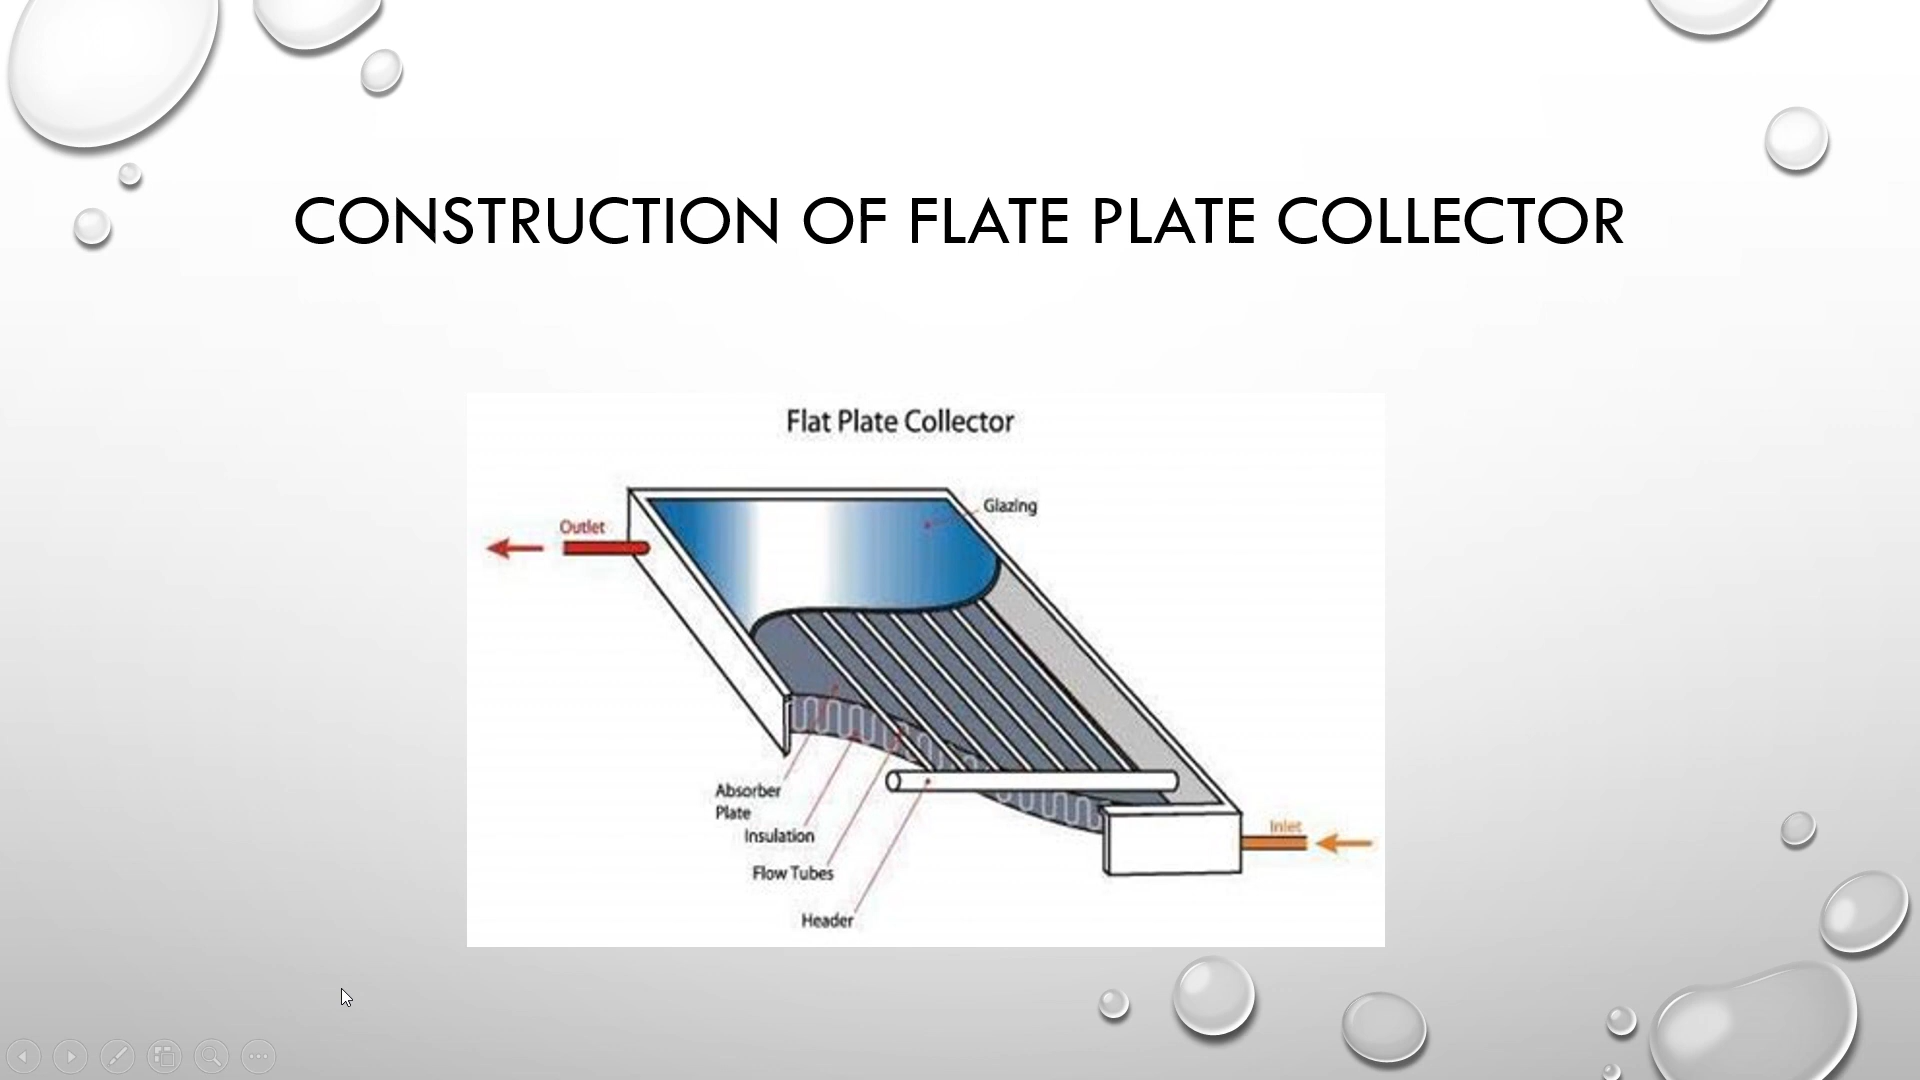 CONSTRUCTION OF FLATE PLATE COLLECTOR
Flat Plate Collector
Glazing
Outlet
Absorber
Plate
Insulation
Flow Tubes
Header
Inlet